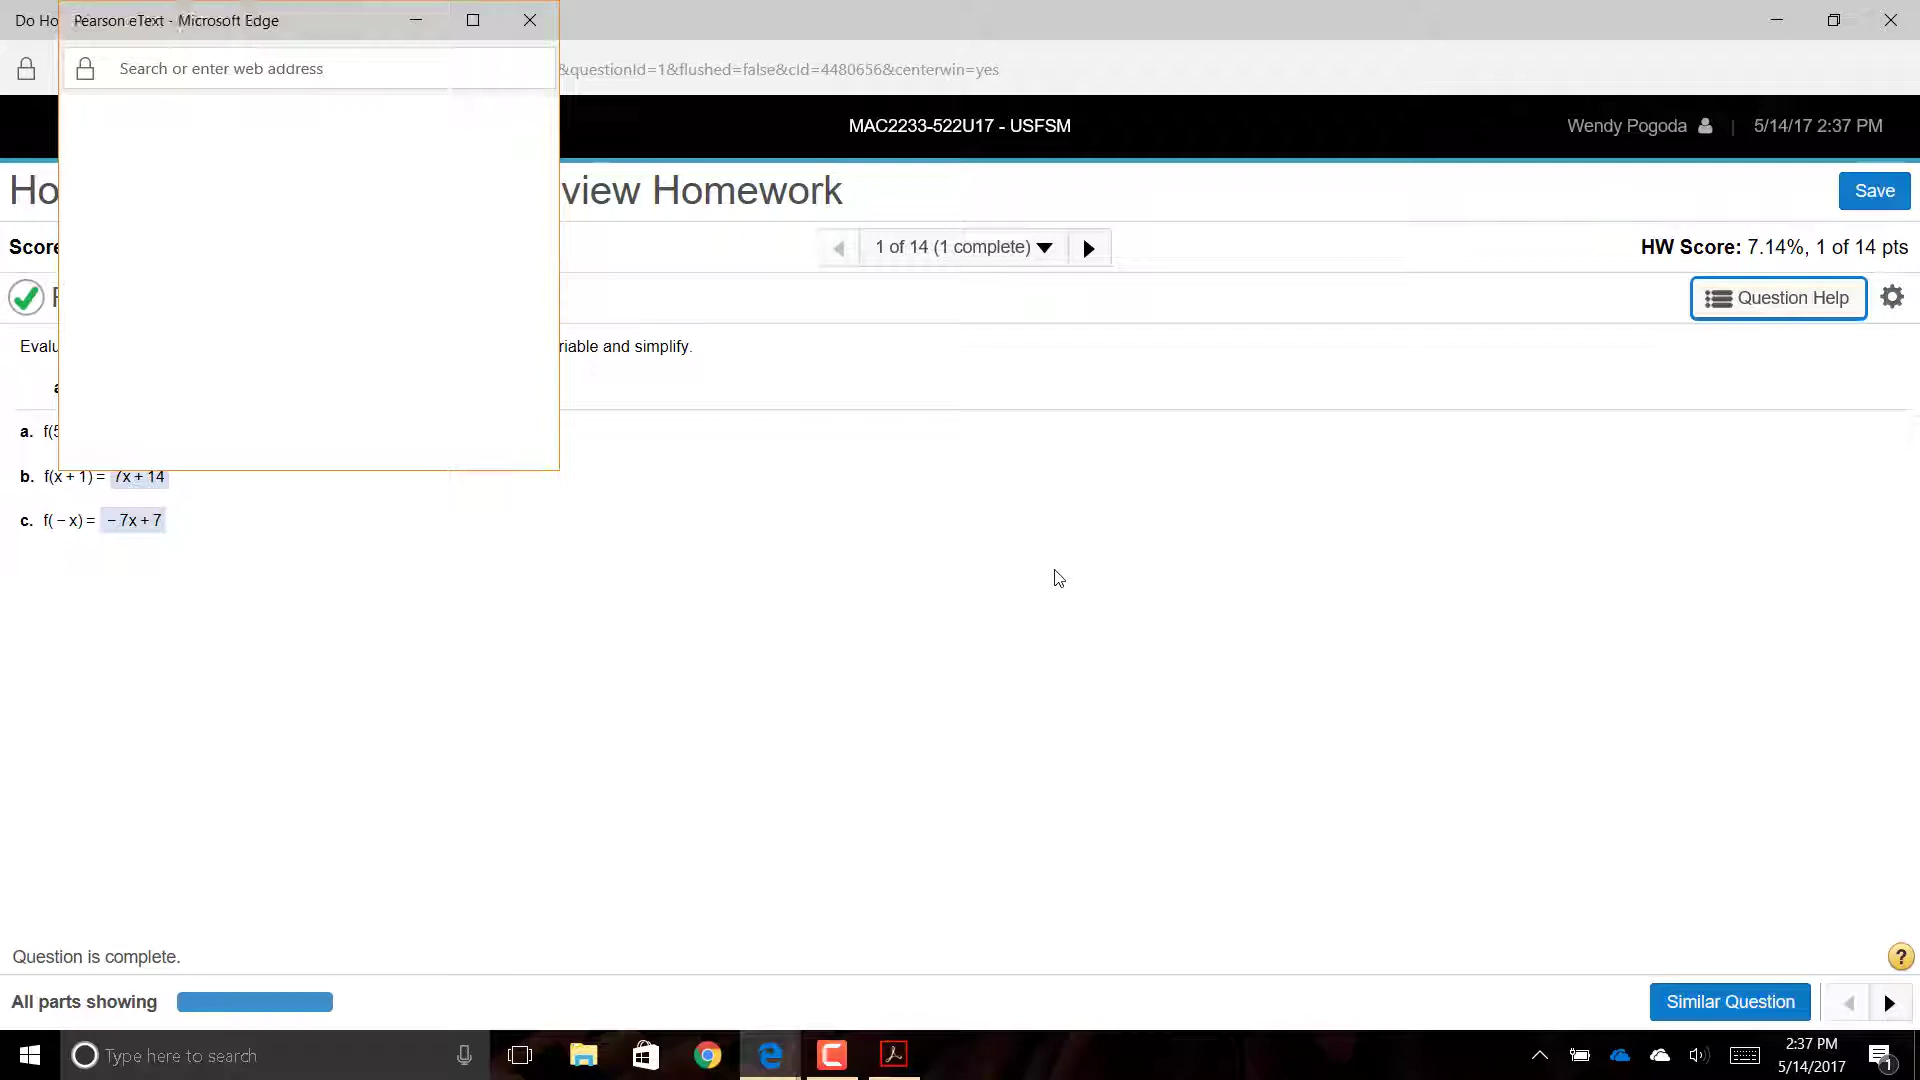 Do Ho
Pearson eText - Microsoft Edge
Search or enter web address
&questionId=1&flushed=false&cId=4480656&centerwin=yes
MAC2233-522U17 - USFSM
Wendy Pogoda | 5/14/17 2:37 PM
Ho view Homework
Save
Score
1 of 14 (1 complete)
HW Score: 7.14%, 1 of 14 pts
Question Help
Evalu riable and simplify.
a. f(5
b. f(x + 1) = 7x + 14
c. f( − x) = − 7x + 7
Question is complete.
?
All parts showing
Similar Question
Type here to search
2:37 PM
5/14/2017
1